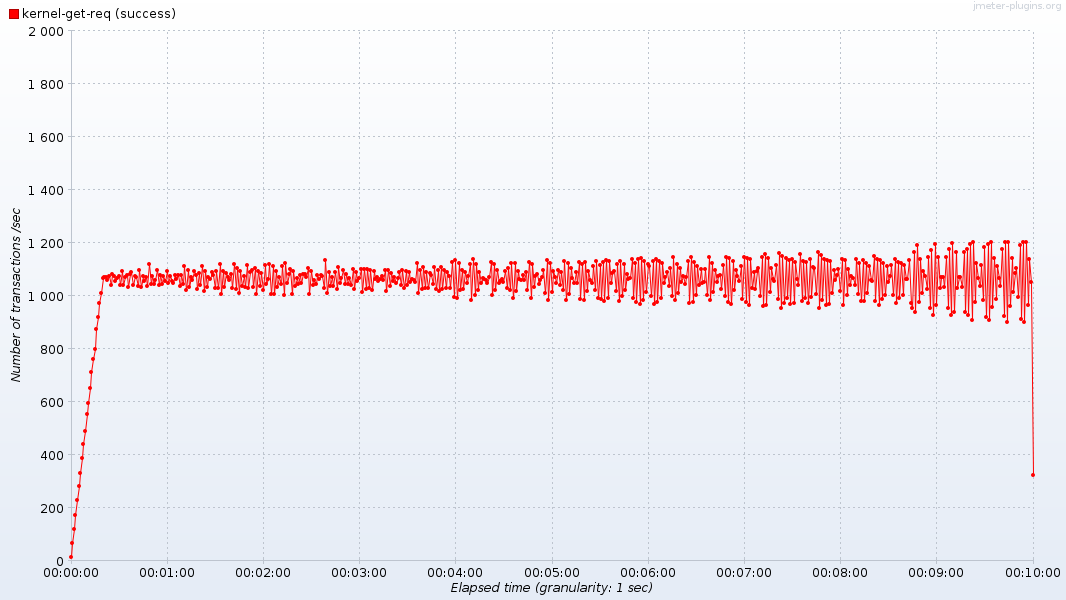 jmeter-plugins.org
kernel-get-req (success)
2 000
1 800
1 600
1 400
1 200
1 000
800
600
400
200
0
Number of transactions /sec
00:00:00 00:01:00 00:02:00 00:03:00 00:04:00 00:05:00 00:06:00 00:07:00 00:08:00 00:09:00 00:10:00
Elapsed time (granularity: 1 sec)